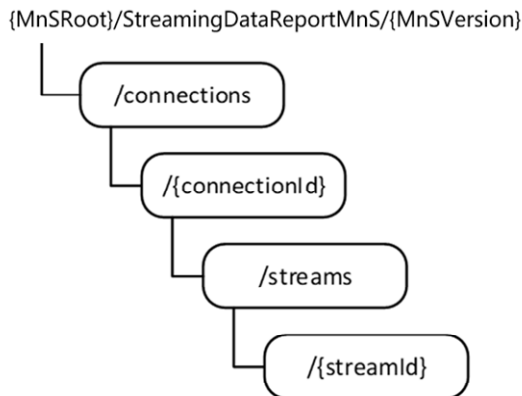 {MnSRoot}/StreamingDataReportMnS/{MnSVersion}
/connections
/{connectionId}
/streams
/{streamId}